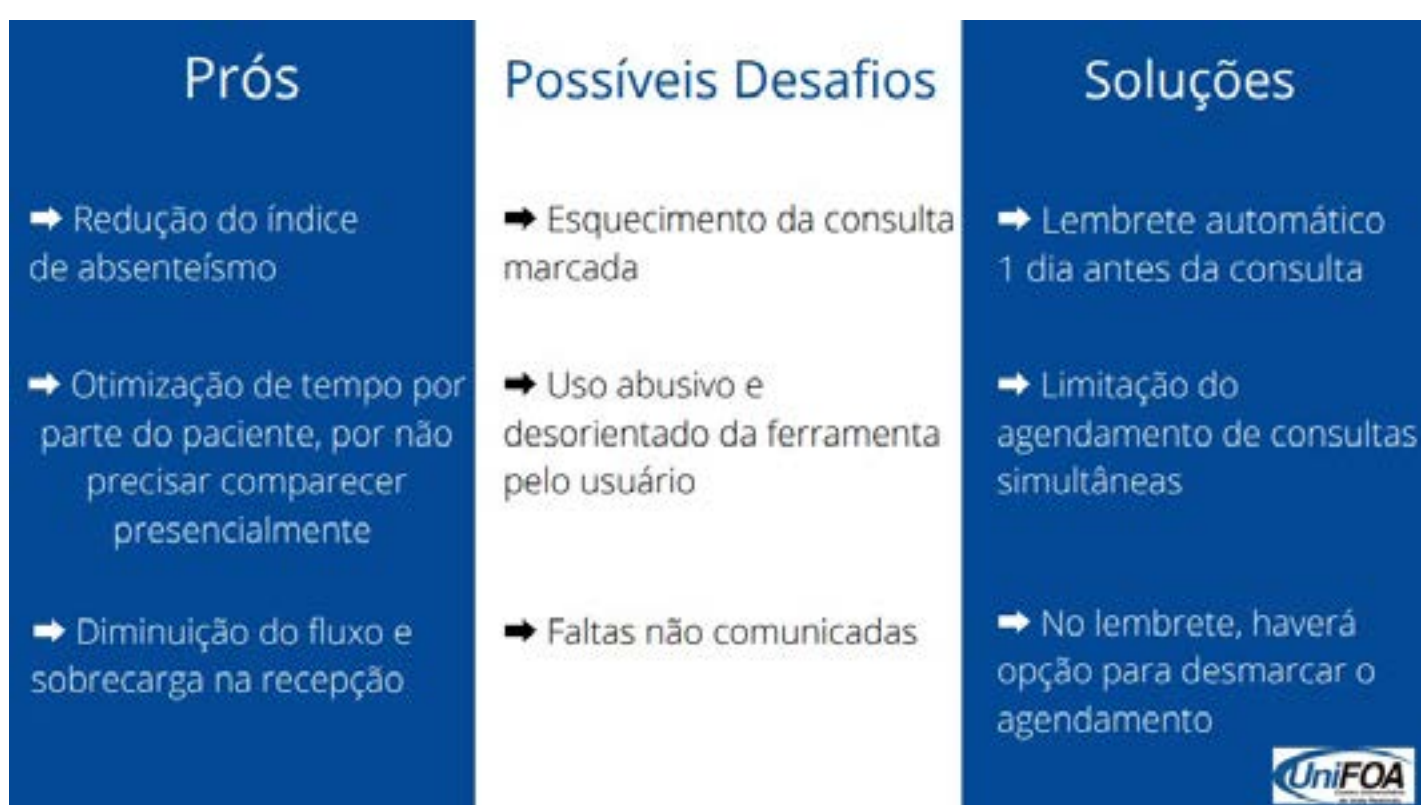 Prós
➡ Redução do índice
de absenteísmo
➡ Otimização de tempo por
parte do paciente, por não
precisar comparecer
presencialmente
➡ Diminuição do fluxo e
sobrecarga na recepção
Possíveis Desafios
➡ Esquecimento da consulta
marcada
➡ Uso abusivo e
desorientado da ferramenta
pelo usuário
➡ Faltas não comunicadas
Soluções
➡ Lembrete automático
1 dia antes da consulta
➡ Limitação do
agendamento de consultas
simultâneas
➡ No lembrete, haverá
opção para desmarcar o
agendamento
UniFOA